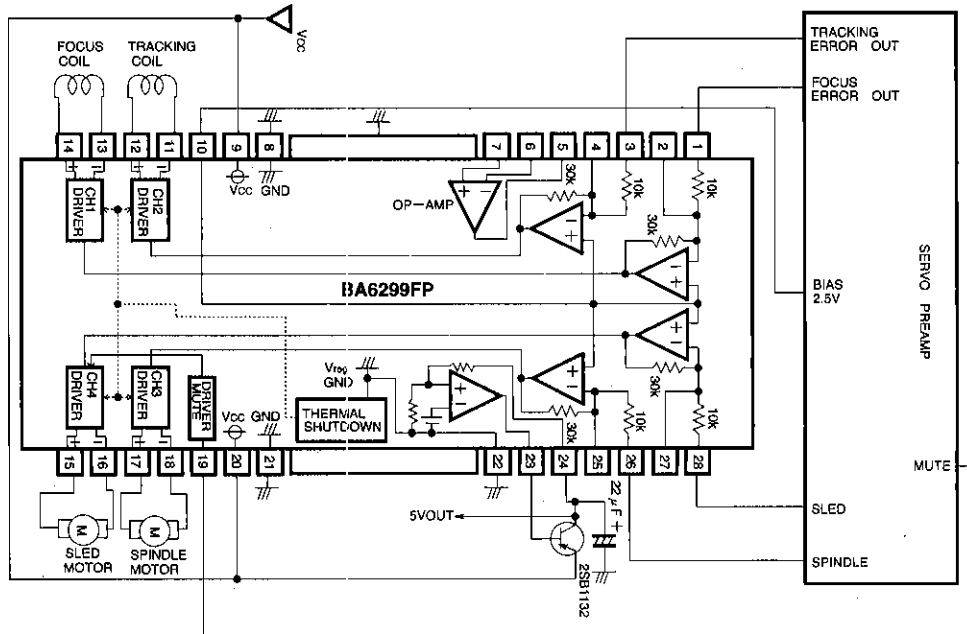 FOCUS COIL
TRACKING COIL
Vcc
TRACKING ERROR OUT
FOCUS ERROR OUT
14 13 12 11 10 9 8 7 6 5 4 3 2 1
Vcc GND
CH1 DRIVER
CH2 DRIVER
OP-AMP
30k
10k
30k
10k
BA6299FP
SERVO PREAMP
BIAS 2.5V
CH4 DRIVER
CH3 DRIVER
DRIVER MUTE
Vcc GND
Vreg GND
THERMAL SHUTDOWN
30k
10k
30k
10k
15 16 17 18 19 20 21 22 23 24 25 26 27 28
MUTE
M
SLED MOTOR
M
SPINDLE MOTOR
5VOUT
22μF
2SB1132
SLED
SPINDLE